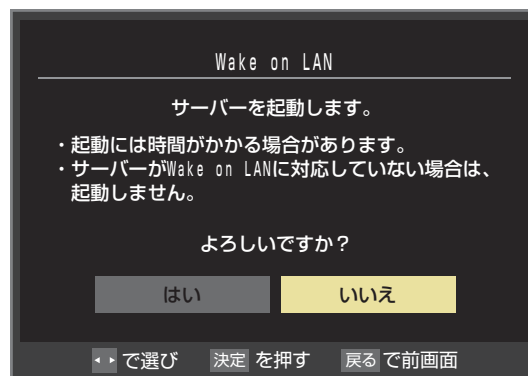 Wake on LAN
サーバーを起動します。
・起動には時間がかかる場合があります。
・サーバーがWake on LANに対応していない場合は、
起動しません。
よろしいですか？
はい いいえ
で選び 決定 を押す 戻る で前画面